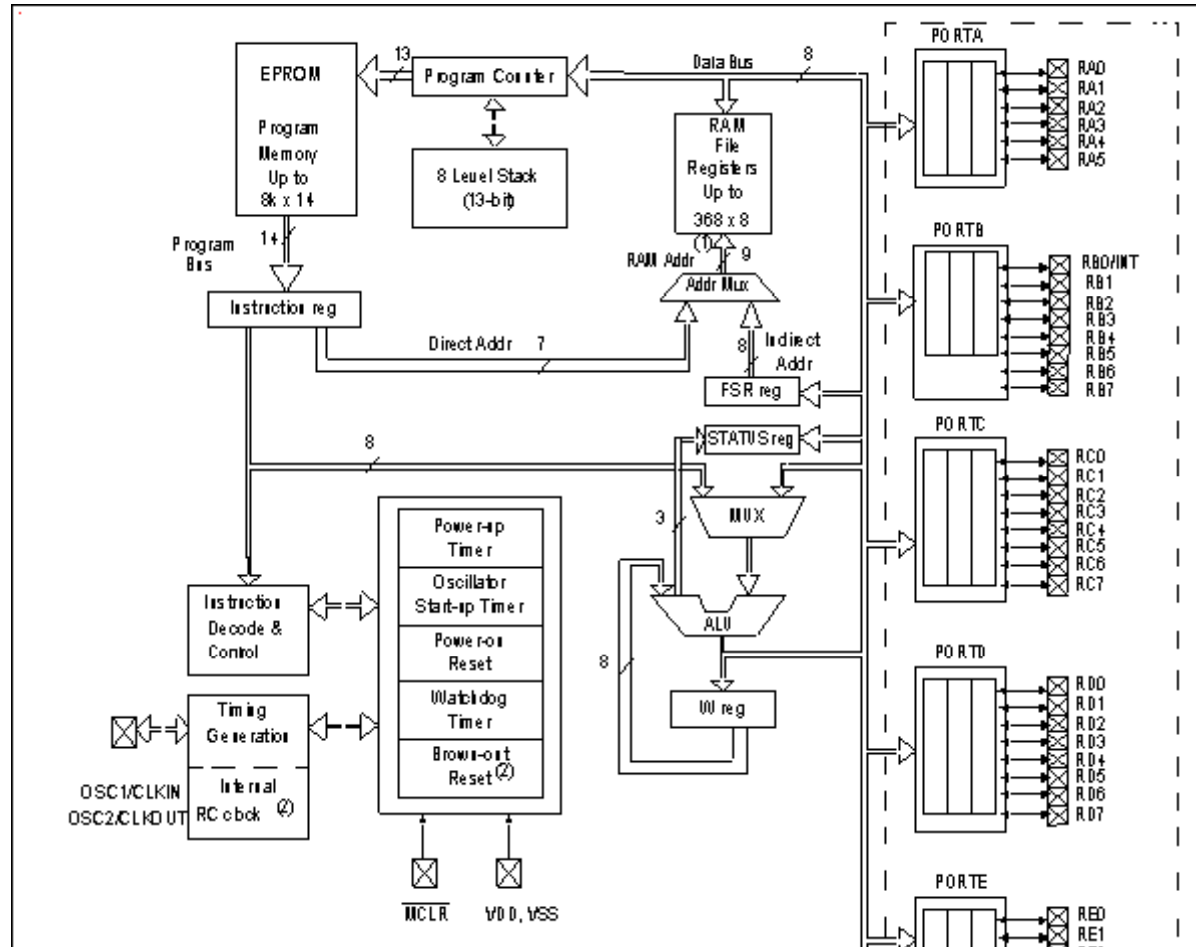 EPROM
Program
Memory
Up to
8k x 14
13
Program Counter
8 Level Stack
(13-bit)
Data Bus
8
RAM
File
Registers
Up to
368 x 8
(1)
RAM Addr
9
Addr Mux
14
Program
Bus
Instruction reg
Direct Addr
7
8
Indirect
Addr
FSR reg
STATUS reg
8
3
MUX
ALU
8
W reg
Power-up
Timer
Oscillator
Start-up Timer
Power-on
Reset
Watchdog
Timer
Brown-out
Reset (2)
Instruction
Decode &
Control
Timing
Generation
Internal
RC clock (2)
OSC1/CLKIN
OSC2/CLKOUT
MCLR
VDD, VSS
PORTA
RA0
RA1
RA2
RA3
RA4
RA5
PORTB
RB0/INT
RB1
RB2
RB3
RB4
RB5
RB6
RB7
PORTC
RC0
RC1
RC2
RC3
RC4
RC5
RC6
RC7
PORTD
RD0
RD1
RD2
RD3
RD4
RD5
RD6
RD7
PORTE
RE0
RE1